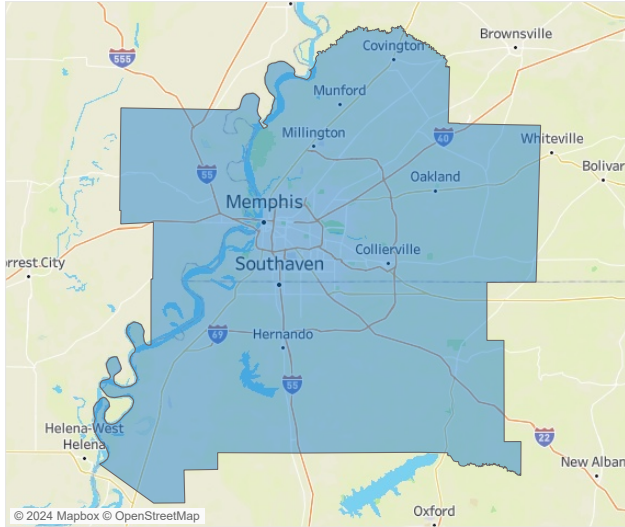 Brownsville
Covington
555
Munford
Millington
40
Whiteville
Bolivar
55
Oakland
Memphis
Collierville
rrest City
Southaven
69
Hernando
55
Helena-West
Helena
22
New Alban
Oxford
© 2024 Mapbox © OpenStreetMap